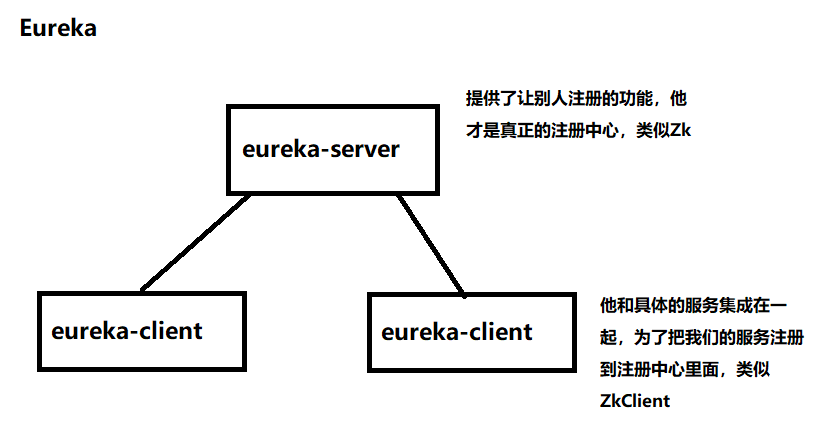 Eureka
提供了让别人注册的功能，他
才是真正的注册中心，类似Zk
eureka-server
eureka-client
eureka-client
他和具体的服务集成在一
起，为了把我们的服务注册
到注册中心里面，类似
ZkClient